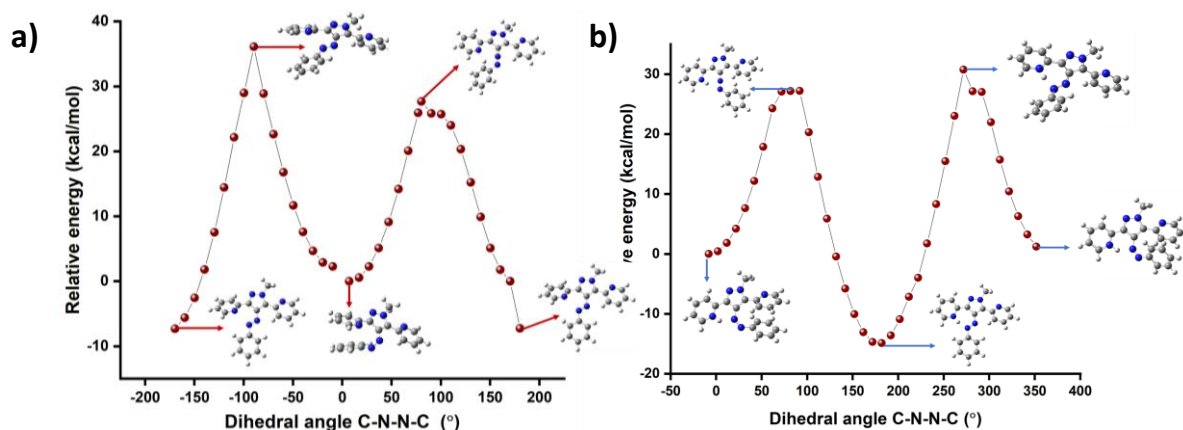 a)
Relative energy (kcal/mol)
40
30
20
10
0
-10
-200 -150 -100 -50 0 50 100 150 200
Dihedral angle C-N-N-C (°)
b)
/e energy (kcal/mol)
30
20
10
0
-10
-20
-50 0 50 100 150 200 250 300 350 400
Dihedral angle C-N-N-C (°)